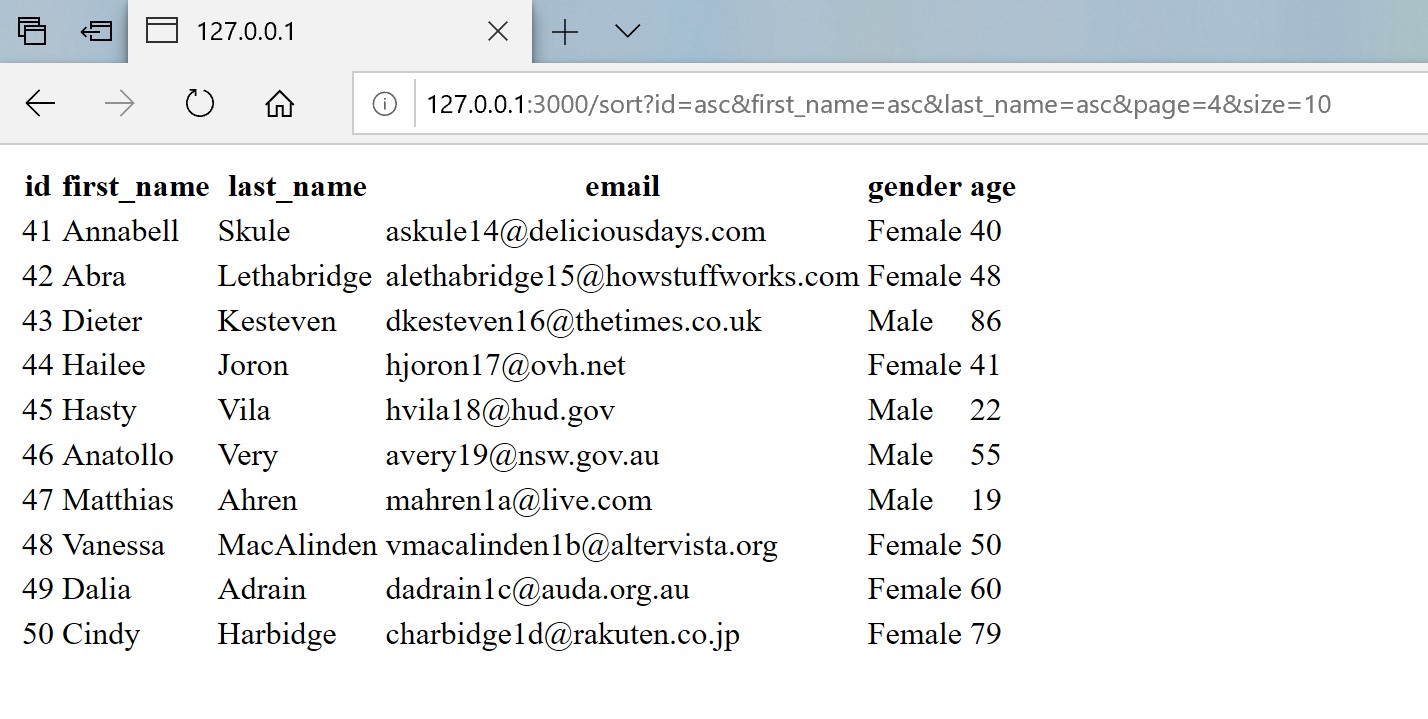 127.0.0.1
127.0.0.1:3000/sort?id=asc&first_name=asc&last_name=asc&page=4&size=10
id first_name last_name email gender age
41 Annabell Skule askule14@deliciousdays.com Female 40
42 Abra Lethabridge alethabridge15@howstuffworks.com Female 48
43 Dieter Kesteven dkesteven16@thetimes.co.uk Male 86
44 Hailee Joron hjoron17@ovh.net Female 41
45 Hasty Vila hvila18@hud.gov Male 22
46 Anatollo Very avery19@nsw.gov.au Male 55
47 Matthias Ahren mahren1a@live.com Male 19
48 Vanessa MacAlinden vmacalinden1b@altervista.org Female 50
49 Dalia Adrain dadrain1c@auda.org.au Female 60
50 Cindy Harbidge charbidge1d@rakuten.co.jp Female 79